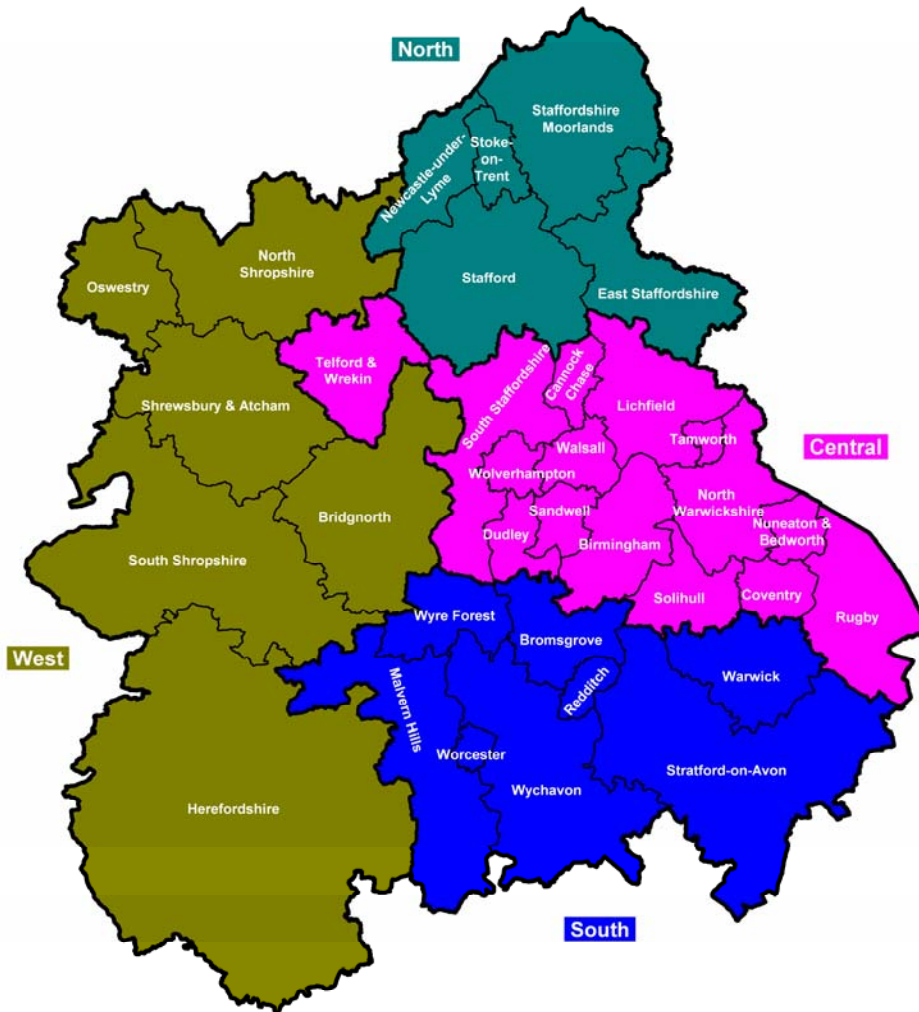 North
Staffordshire
Moorlands
Stoke-
on-
Trent
Newcastle-under-
Lyme
North
Shropshire
Oswestry
Stafford
East Staffordshire
Telford &
Wrekin
South Staffordshire
Cannock
Chase
Shrewsbury & Atcham
Lichfield
Tamworth
Central
Walsall
Wolverhampton
North
Warwickshire
Bridgnorth
Sandwell
Dudley
Birmingham
Nuneaton &
Bedworth
South Shropshire
Solihull
Coventry
Rugby
Wyre Forest
Bromsgrove
West
Redditch
Warwick
Malvern Hills
Worcester
Stratford-on-Avon
Wychavon
Herefordshire
South